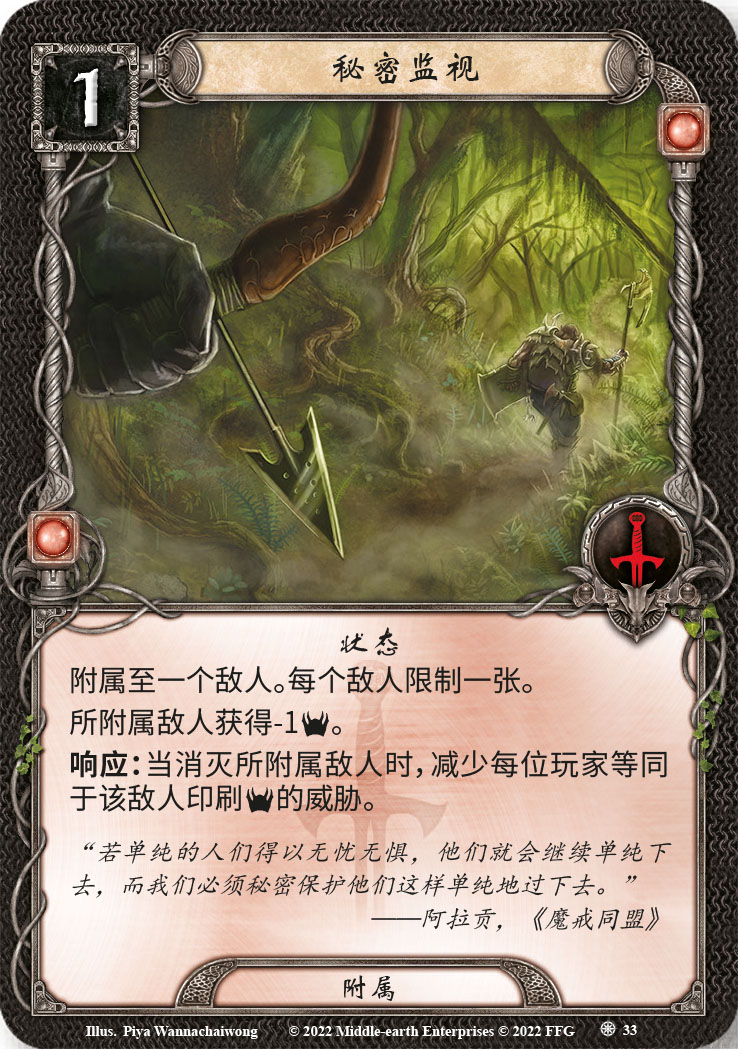 秘密监视
1
状态
附属至一个敌人。每个敌人限制一张。
所附属敌人获得-1。
响应：当消灭所附属敌人时，减少每位玩家等同
于该敌人印刷的威胁。
“若单纯的人们得以无忧无惧，他们就会继续单纯下
去，而我们必须秘密保护他们这样单纯地过下去。”
——阿拉贡，《魔戒同盟》
附属
Illus. Piya Wannachaiwong © 2022 Middle-earth Enterprises © 2022 FFG 33